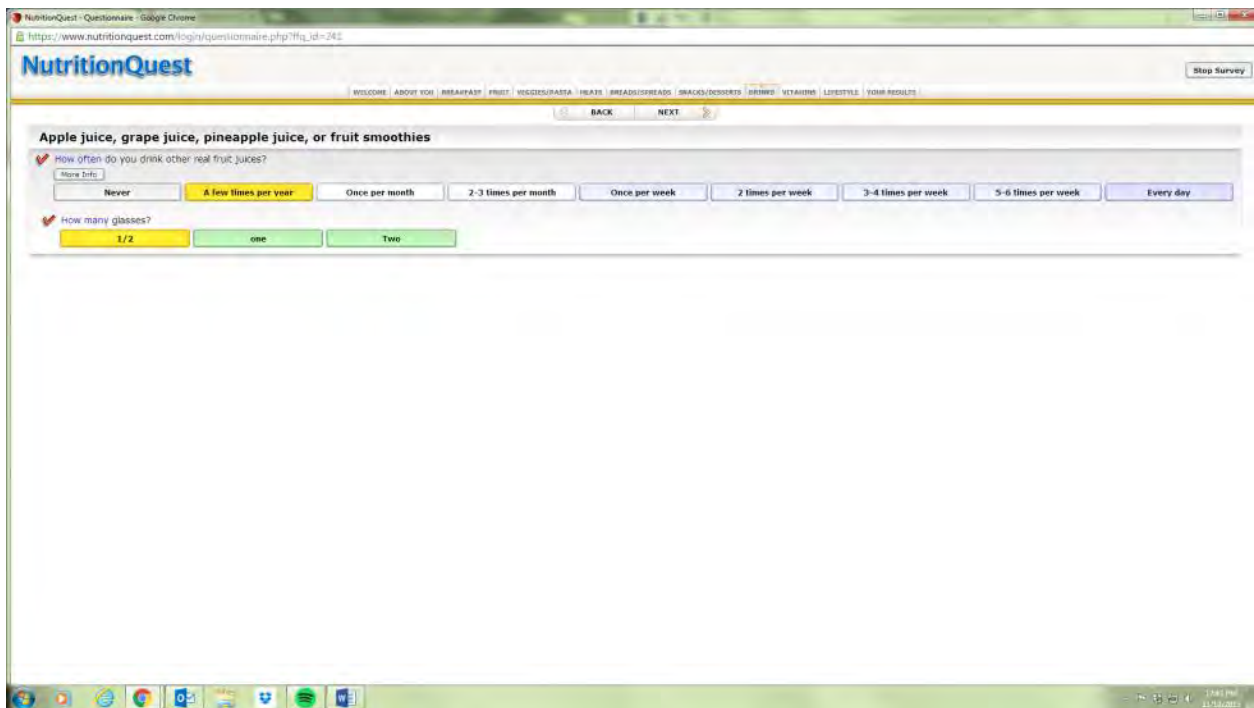 NutritionQuest - Questionnaire - Google Chrome
https://www.nutritionquest.com/login/questionnaire.php?ffq_id=241
NutritionQuest
Stop Survey
WELCOME ABOUT YOU BREAKFAST FRUIT VEGGIES/PASTA MEATS BREADS/SPREADS SNACKS/DESSERTS DRINKS VITAMINS LIFESTYLE YOUR RESULTS
BACK NEXT
Apple juice, grape juice, pineapple juice, or fruit smoothies
How often do you drink other real fruit juices?
More Info
Never A few times per year Once per month 2-3 times per month Once per week 2 times per week 3-4 times per week 5-6 times per week Every day
How many glasses?
1/2 one Two